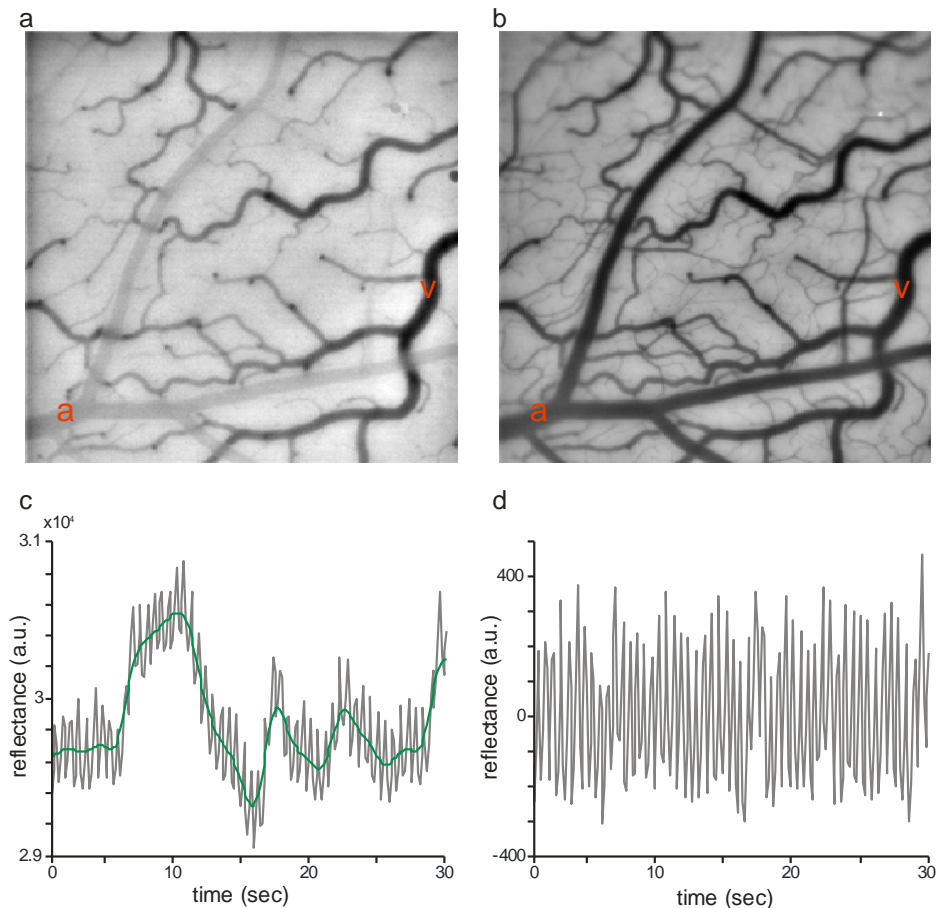 a
b
v
a
v
a
c
d
x10⁴
3.1
3
2.9
reflectance (a.u.)
0
10
20
30
time (sec)
400
0
-400
reflectance (a.u.)
0
10
20
30
time (sec)